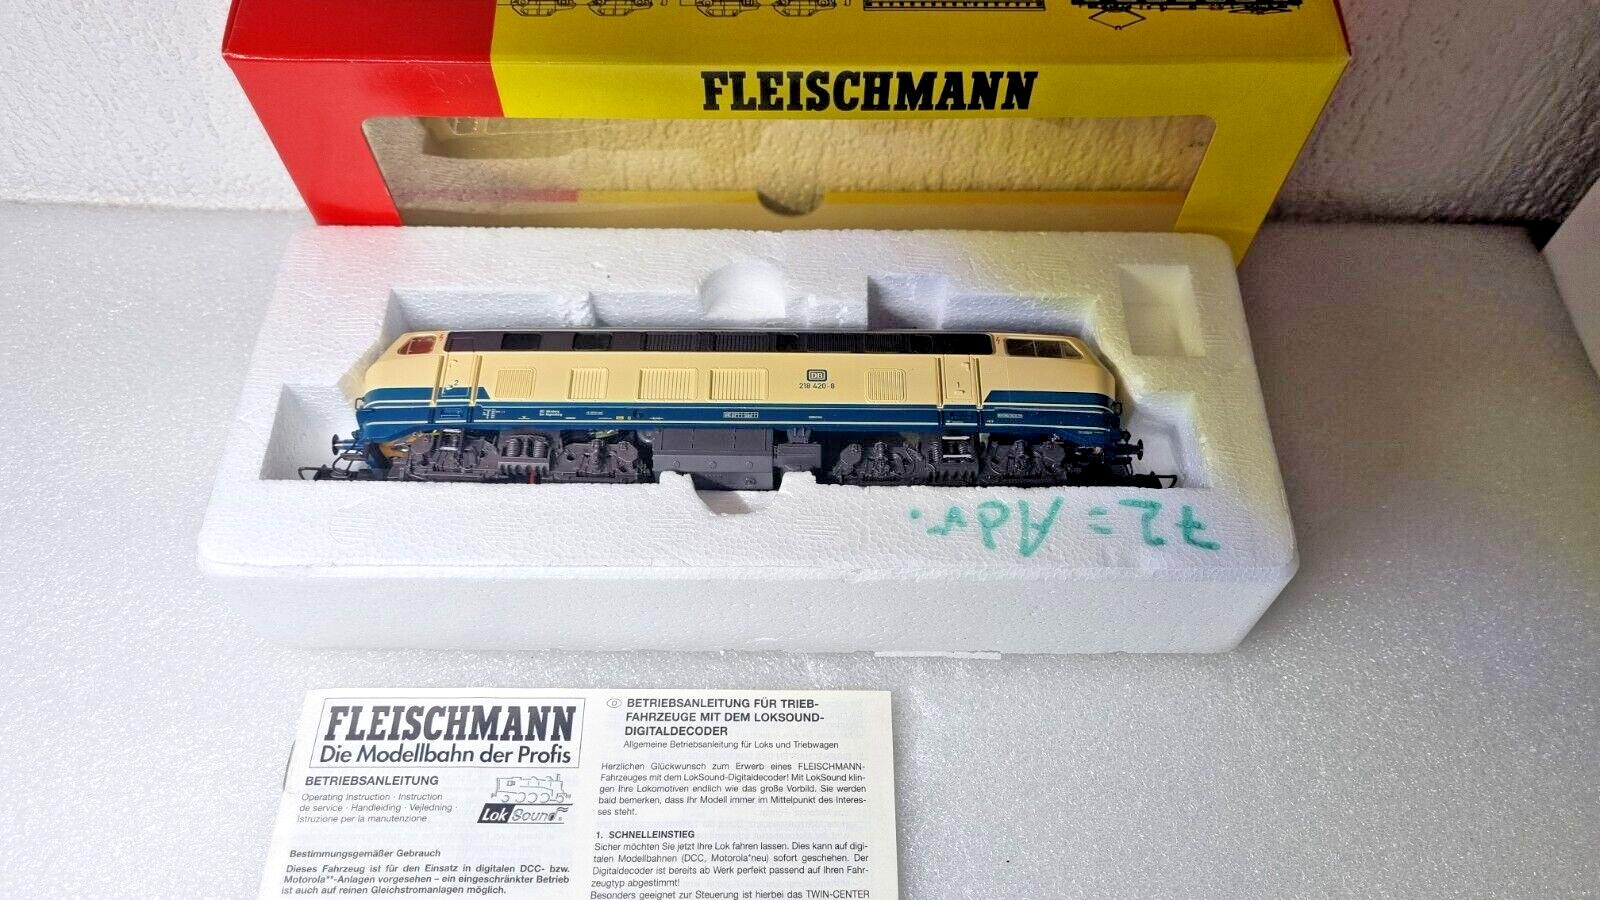 FLEISCHMANN
2
DB
218 420-8
1
72 = Adr.
FLEISCHMANN
Die Modellbahn der Profis
BETRIEBSANLEITUNG
Operating Instruction · Instruction
de service · Handleiding · Vejledning ·
Istruzione per la manutenzione
LokSound
Bestimmungsgemäßer Gebrauch
Dieses Fahrzeug ist für den Einsatz in digitalen DCC- bzw.
Motorola**-Anlagen vorgesehen – ein eingeschränkter Betrieb
ist auch auf reinen Gleichstromanlagen möglich.
D BETRIEBSANLEITUNG FÜR TRIEB-
FAHRZEUGE MIT DEM LOKSOUND-
DIGITALDECODER
Allgemeine Betriebsanleitung für Loks und Triebwagen
Herzlichen Glückwunsch zum Erwerb eines FLEISCHMANN-
Fahrzeuges mit dem LokSound-Digitaldecoder! Mit LokSound klin-
gen Ihre Lokomotiven endlich wie das große Vorbild. Sie werden
bald bemerken, dass Ihr Modell immer im Mittelpunkt des Interes-
ses steht.
1. SCHNELLEINSTIEG
Sicher möchten Sie jetzt Ihre Lok fahren lassen. Dies kann auf digi-
talen Modellbahnen (DCC, Motorola*neu) sofort geschehen. Der
Digitaldecoder ist bereits ab Werk perfekt passend auf Ihren Fahr-
zeugtyp abgestimmt!
Besonders geeignet zur Steuerung ist hierbei das TWIN-CENTER